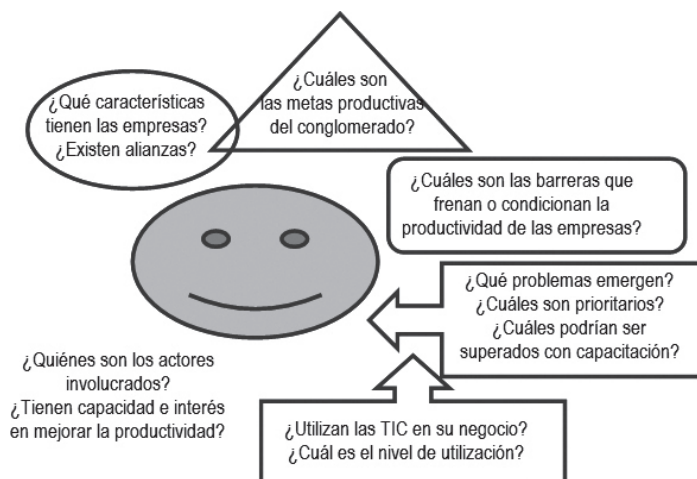 ¿Qué características
tienen las empresas?
¿Existen alianzas?
¿Cuáles son
las metas productivas
del conglomerado?
¿Cuáles son las barreras que
frenan o condicionan la
productividad de las empresas?
¿Qué problemas emergen?
¿Cuáles son prioritarios?
¿Cuáles podrían ser
superados con capacitación?
¿Quiénes son los actores
involucrados?
¿Tienen capacidad e interés
en mejorar la productividad?
¿Utilizan las TIC en su negocio?
¿Cuál es el nivel de utilización?